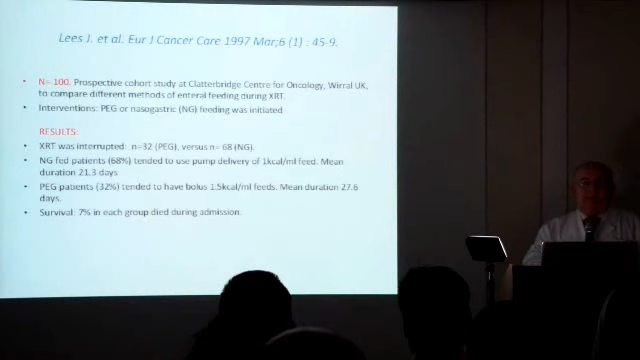 Lees J. et al. Eur J Cancer Care 1997 Mar;6 (1) : 45-9.
• N= 100. Prospective cohort study at Clatterbridge Centre for Oncology, Wirral UK,
to compare different methods of enteral feeding during XRT.
• Interventions: PEG or nasogastric (NG) feeding was initiated
RESULTS:
• XRT was interrupted: n=32 (PEG), versus n= 68 (NG).
• NG fed patients (68%) tended to use pump delivery of 1kcal/ml feed. Mean
duration 21.3 days
• PEG patients (32%) tended to have bolus 1.5kcal/ml feeds. Mean duration 27.6
days.
• Survival: 7% in each group died during admission.